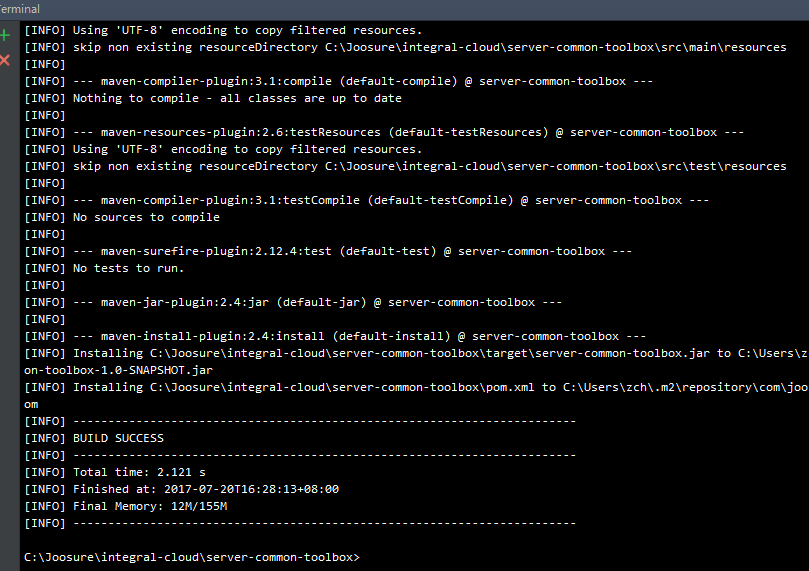 Terminal
[INFO] Using 'UTF-8' encoding to copy filtered resources.
[INFO] skip non existing resourceDirectory C:\Joosure\integral-cloud\server-common-toolbox\src\main\resources
[INFO]
[INFO] --- maven-compiler-plugin:3.1:compile (default-compile) @ server-common-toolbox ---
[INFO] Nothing to compile - all classes are up to date
[INFO]
[INFO] --- maven-resources-plugin:2.6:testResources (default-testResources) @ server-common-toolbox ---
[INFO] Using 'UTF-8' encoding to copy filtered resources.
[INFO] skip non existing resourceDirectory C:\Joosure\integral-cloud\server-common-toolbox\src\test\resources
[INFO]
[INFO] --- maven-compiler-plugin:3.1:testCompile (default-testCompile) @ server-common-toolbox ---
[INFO] No sources to compile
[INFO]
[INFO] --- maven-surefire-plugin:2.12.4:test (default-test) @ server-common-toolbox ---
[INFO] No tests to run.
[INFO]
[INFO] --- maven-jar-plugin:2.4:jar (default-jar) @ server-common-toolbox ---
[INFO]
[INFO] --- maven-install-plugin:2.4:install (default-install) @ server-common-toolbox ---
[INFO] Installing C:\Joosure\integral-cloud\server-common-toolbox\target\server-common-toolbox.jar to C:\Users\z
on-toolbox-1.0-SNAPSHOT.jar
[INFO] Installing C:\Joosure\integral-cloud\server-common-toolbox\pom.xml to C:\Users\zch\.m2\repository\com\joo
om
[INFO] ------------------------------------------------------------------------
[INFO] BUILD SUCCESS
[INFO] ------------------------------------------------------------------------
[INFO] Total time: 2.121 s
[INFO] Finished at: 2017-07-20T16:28:13+08:00
[INFO] Final Memory: 12M/155M
[INFO] ------------------------------------------------------------------------
C:\Joosure\integral-cloud\server-common-toolbox>